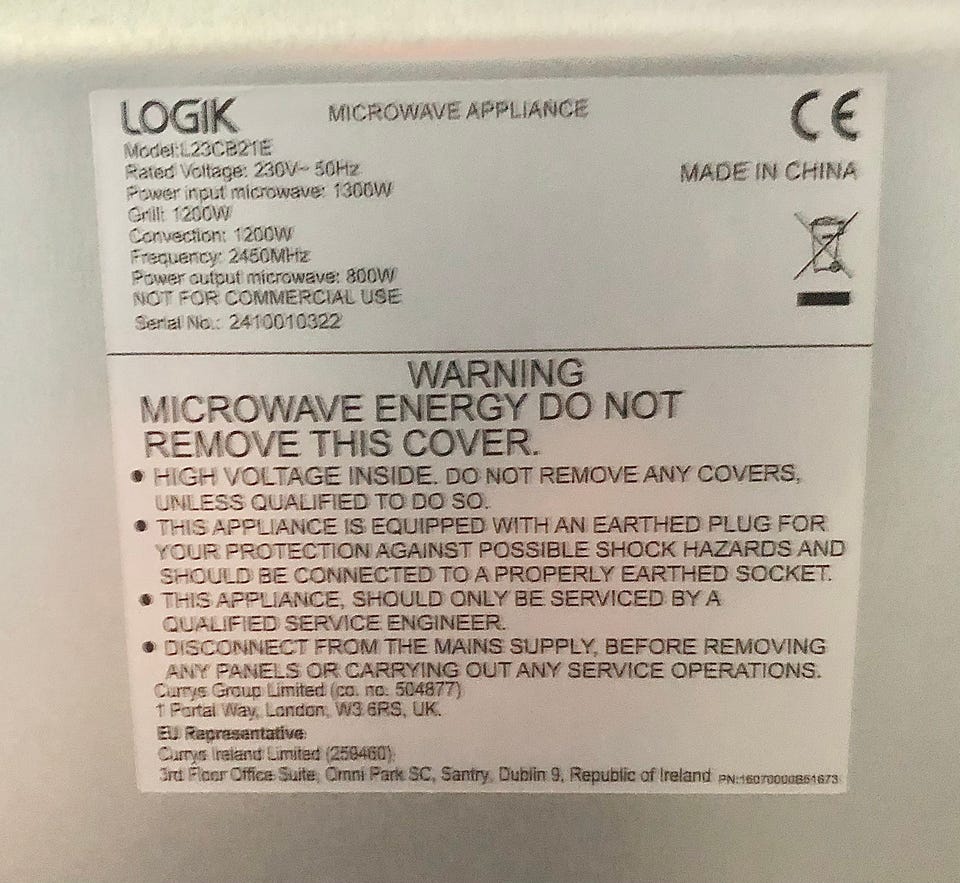 LOGIK
MICROWAVE APPLIANCE
CE
Model:L23CB21E
Rated Voltage: 230V~ 50Hz
MADE IN CHINA
Power input microwave: 1300W
Grill: 1200W
Convection: 1200W
Frequency: 2450MHz
Power output microwave: 800W
NOT FOR COMMERCIAL USE
Serial No.: 2410010322
WARNING
MICROWAVE ENERGY DO NOT
REMOVE THIS COVER.
● HIGH VOLTAGE INSIDE. DO NOT REMOVE ANY COVERS,
UNLESS QUALIFIED TO DO SO.
● THIS APPLIANCE IS EQUIPPED WITH AN EARTHED PLUG FOR
YOUR PROTECTION AGAINST POSSIBLE SHOCK HAZARDS AND
SHOULD BE CONNECTED TO A PROPERLY EARTHED SOCKET.
● THIS APPLIANCE, SHOULD ONLY BE SERVICED BY A
QUALIFIED SERVICE ENGINEER.
● DISCONNECT FROM THE MAINS SUPPLY, BEFORE REMOVING
ANY PANELS OR CARRYING OUT ANY SERVICE OPERATIONS.
Currys Group Limited (co. no. 504877)
1 Portal Way, London, W3 6RS, UK.
EU Representative
Currys Ireland Limited (259460)
3rd Floor Office Suite, Omni Park SC, Santry, Dublin 9, Republic of Ireland PN:16070000B51673